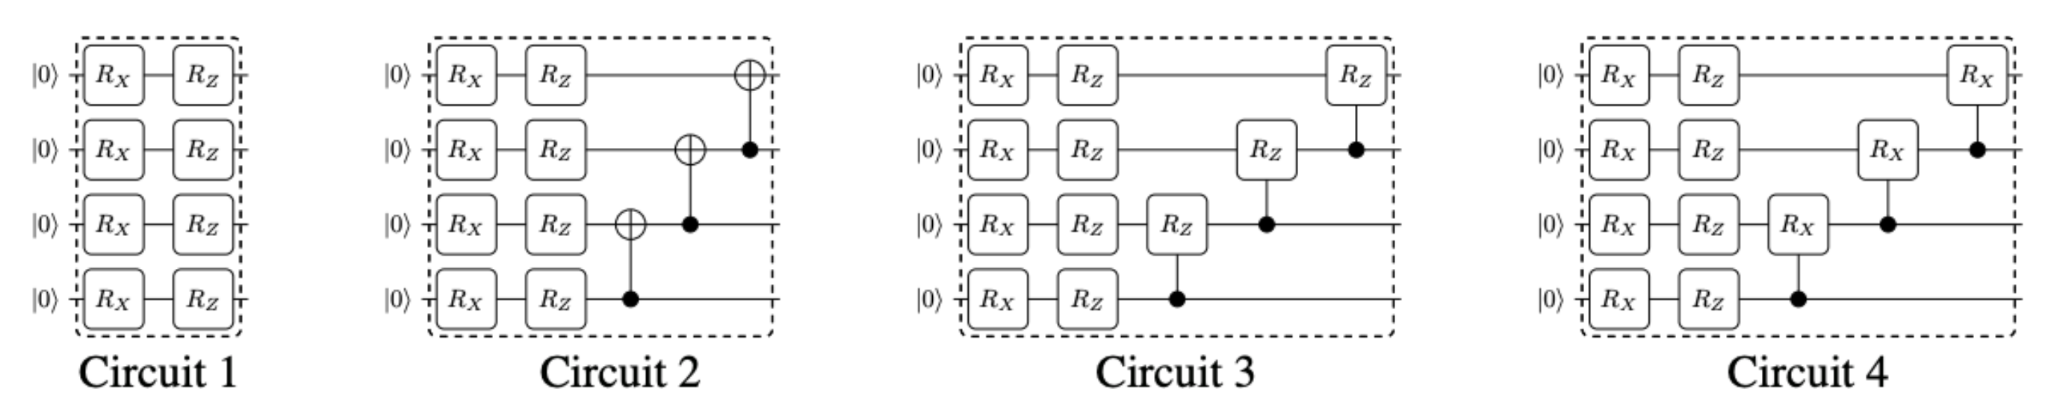 |0⟩ R_X R_Z |0⟩ R_X R_Z |0⟩ R_X R_Z R_Z |0⟩ R_X R_Z R_X
|0⟩ R_X R_Z |0⟩ R_X R_Z |0⟩ R_X R_Z R_Z |0⟩ R_X R_Z R_X
|0⟩ R_X R_Z |0⟩ R_X R_Z |0⟩ R_X R_Z R_Z |0⟩ R_X R_Z R_X
|0⟩ R_X R_Z |0⟩ R_X R_Z |0⟩ R_X R_Z |0⟩ R_X R_Z
Circuit 1 Circuit 2 Circuit 3 Circuit 4